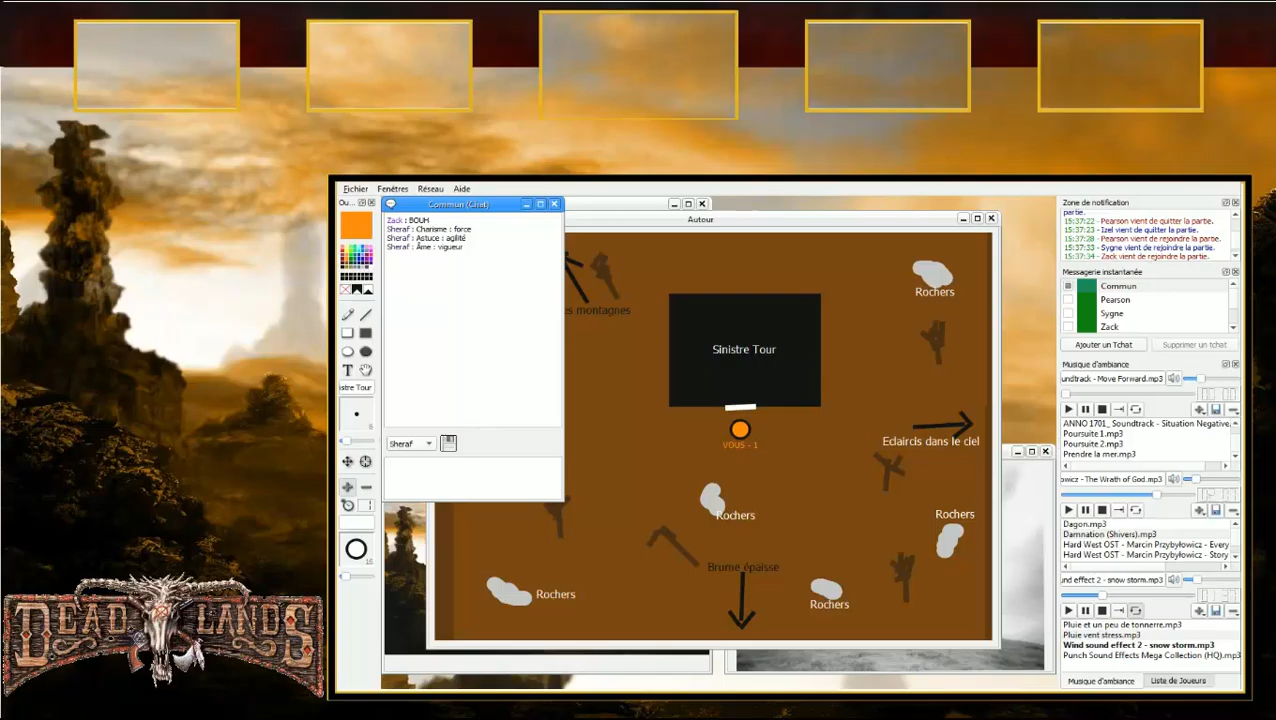 Fichier Fenêtres Réseau Aide
Ou...
Commun (Chat)
Zack : BOUH
Sheraf : Charisme : force
Sheraf : Astuce : agilité
Sheraf : Âme : vigueur
Sheraf
T
istre Tour
Autour
es montagnes
Sinistre Tour
VOUS - 1
Rochers
Eclaircis dans le ciel
Rochers
Rochers
Brume épaisse
Rochers
Rochers
Zone de notification
partie.
15:37:22 - Pearson vient de quitter la partie.
15:37:23 - Izel vient de quitter la partie.
15:37:28 - Pearson vient de rejoindre la partie.
15:37:33 - Sygne vient de rejoindre la partie.
15:37:34 - Zack vient de rejoindre la partie.
Messagerie instantanée
Commun
Pearson
Sygne
Zack
Ajouter un Tchat
Supprimer un tchat
Musique d'ambiance
undtrack - Move Forward.mp3
ANNO 1701_ Soundtrack - Situation Negative.
Poursuite 1.mp3
Poursuite 2.mp3
Prendre la mer.mp3
owicz - The Wrath of God.mp3
Dagon.mp3
Damnation (Shivers).mp3
Hard West OST - Marcin Przybyłowicz - Every
Hard West OST - Marcin Przybyłowicz - Story
nd effect 2 - snow storm.mp3
Pluie et un peu de tonnerre.mp3
Pluie vent stress.mp3
Wind sound effect 2 - snow storm.mp3
Punch Sound Effects Mega Collection (HQ).mp3
Musique d'ambiance
Liste de Joueurs
DEADLANDS